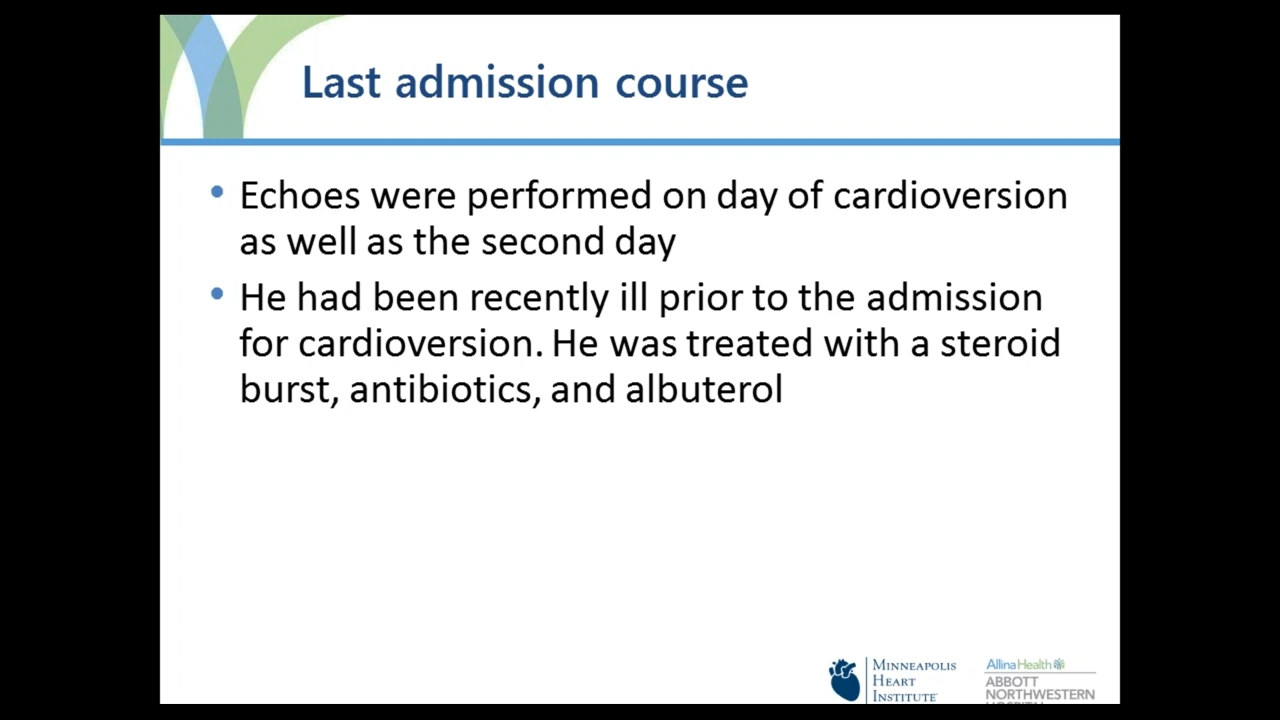 Last admission course
• Echoes were performed on day of cardioversion
as well as the second day
• He had been recently ill prior to the admission
for cardioversion. He was treated with a steroid
burst, antibiotics, and albuterol
MINNEAPOLIS
HEART
INSTITUTE
AllinaHealth
ABBOTT
NORTHWESTERN